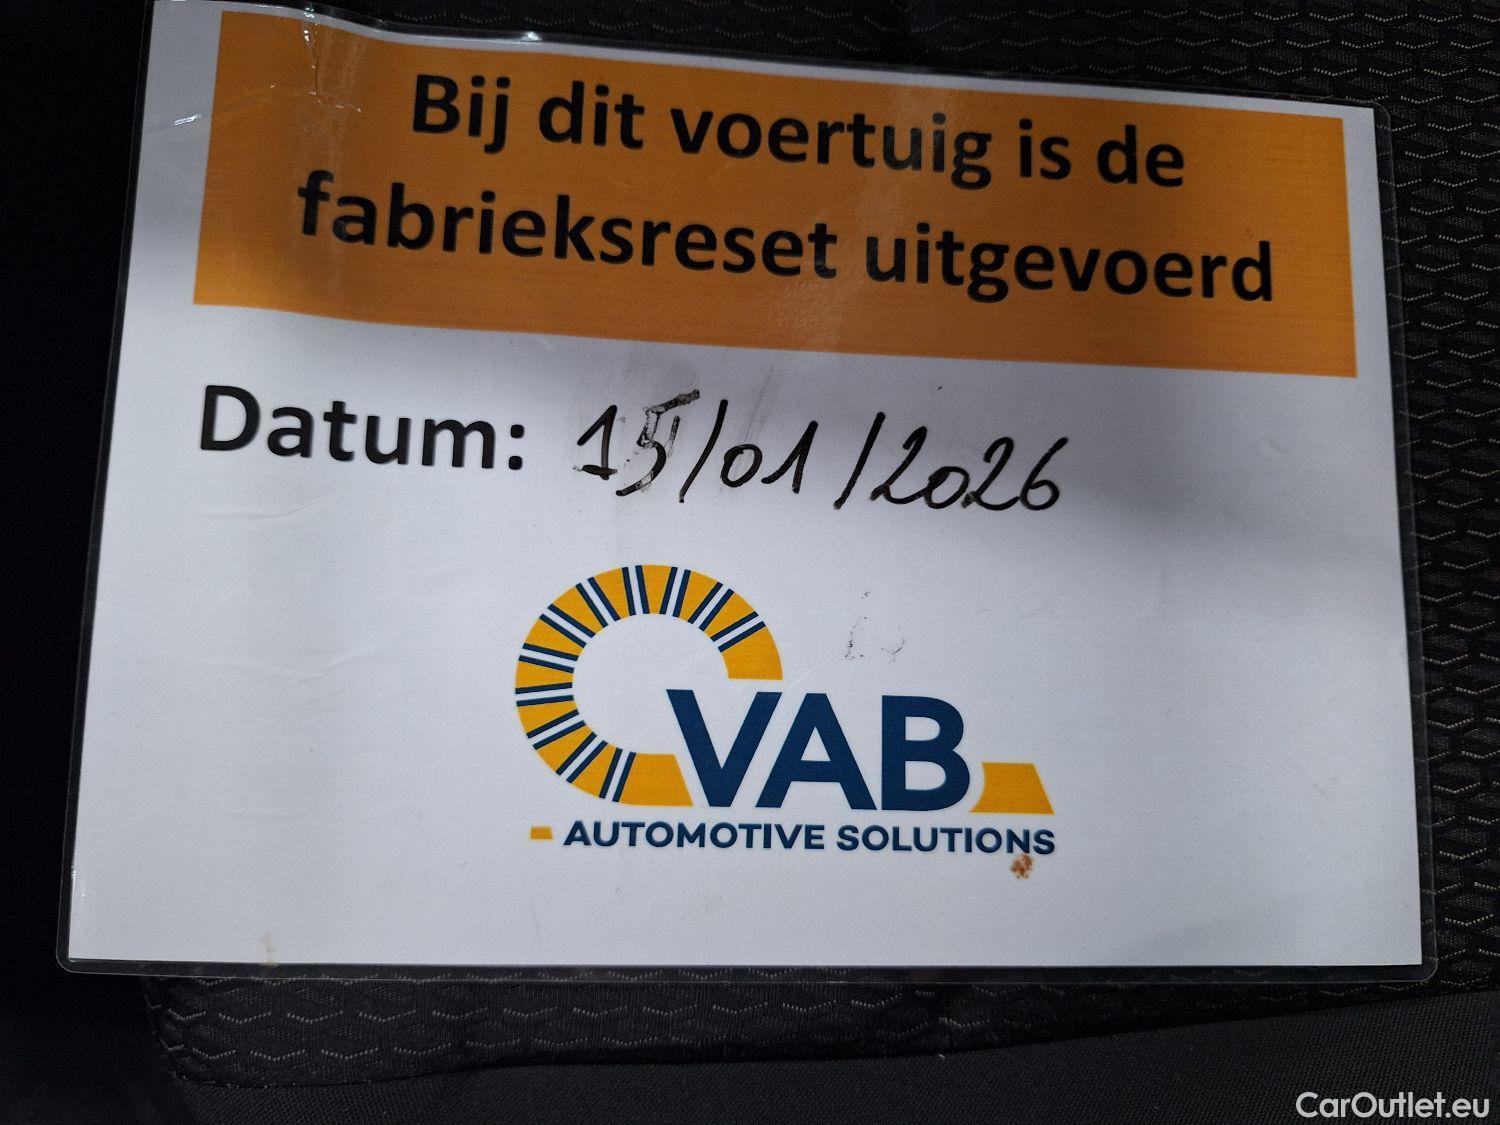 Bij dit voertuig is de
fabrieksreset uitgevoerd
Datum: 15/01/2026
VAB
AUTOMOTIVE SOLUTIONS
CarOutlet.eu